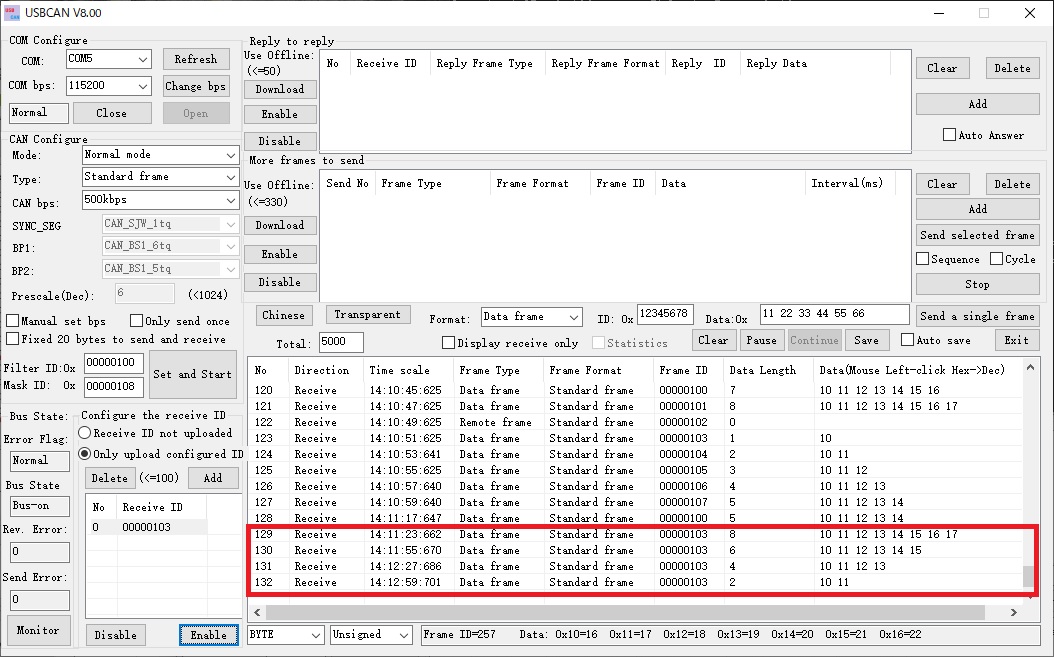 USBCAN V8.00
COM Configure
COM: COM5 Refresh
COM bps: 115200 Change bps
Normal Close Open
CAN Configure
Mode: Normal mode
Type: Standard frame
CAN bps: 500kbps
SYNC_SEG CAN_SJW_1tq
BP1: CAN_BS1_6tq
BP2: CAN_BS1_5tq
Prescale(Dec): 6 (<1024)
Manual set bps Only send once
Fixed 20 bytes to send and receive
Filter ID:0x 00000100
Mask ID: 0x 00000108
Set and Start
Bus State:
Error Flag:
Normal
Bus State
Bus-on
Rev. Error:
0
Send Error:
0
Monitor
Configure the receive ID
Receive ID not uploaded
Only upload configured ID
Delete (<=100) Add
No Receive ID
0 00000103
Disable Enable
Reply to reply
Use Offline:
(<=50)
Download
Enable
Disable
No Receive ID Reply Frame Type Reply Frame Format Reply ID Reply Data
Clear Delete
Add
Auto Answer
More frames to send
Use Offline:
(<=330)
Download
Enable
Disable
Send No Frame Type Frame Format Frame ID Data Interval(ms)
Clear Delete
Add
Send selected frame
Sequence Cycle
Stop
Chinese Transparent Format: Data frame ID: 0x 12345678 Data:0x 11 22 33 44 55 66 Send a single frame
Total: 5000 Display receive only Statistics Clear Pause Continue Save Auto save Exit
No Direction Time scale Frame Type Frame Format Frame ID Data Length Data(Mouse Left-click Hex->Dec)
120 Receive 14:10:45:625 Data frame Standard frame 00000100 7 10 11 12 13 14 15 16
121 Receive 14:10:47:625 Data frame Standard frame 00000101 8 10 11 12 13 14 15 16 17
122 Receive 14:10:49:625 Remote frame Standard frame 00000102 0
123 Receive 14:10:51:625 Data frame Standard frame 00000103 1 10
124 Receive 14:10:53:641 Data frame Standard frame 00000104 2 10 11
125 Receive 14:10:55:625 Data frame Standard frame 00000105 3 10 11 12
126 Receive 14:10:57:640 Data frame Standard frame 00000106 4 10 11 12 13
127 Receive 14:10:59:640 Data frame Standard frame 00000107 5 10 11 12 13 14
128 Receive 14:11:17:647 Data frame Standard frame 00000100 5 10 11 12 13 14
129 Receive 14:11:23:662 Data frame Standard frame 00000103 8 10 11 12 13 14 15 16 17
130 Receive 14:11:55:670 Data frame Standard frame 00000103 6 10 11 12 13 14 15
131 Receive 14:12:27:686 Data frame Standard frame 00000103 4 10 11 12 13
132 Receive 14:12:59:701 Data frame Standard frame 00000103 2 10 11
BYTE Unsigned Frame ID=257 Data: 0x10=16 0x11=17 0x12=18 0x13=19 0x14=20 0x15=21 0x16=22